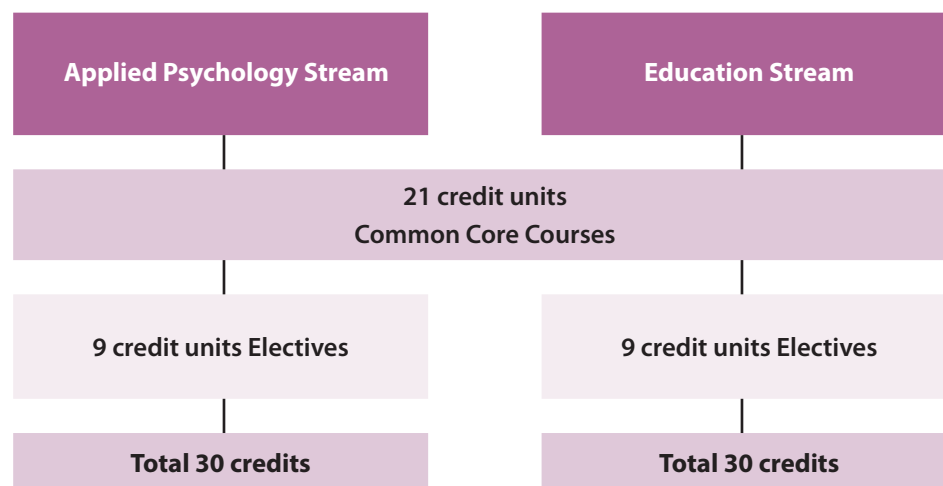 Applied Psychology Stream
Education Stream
21 credit units
Common Core Courses
9 credit units Electives
9 credit units Electives
Total 30 credits
Total 30 credits